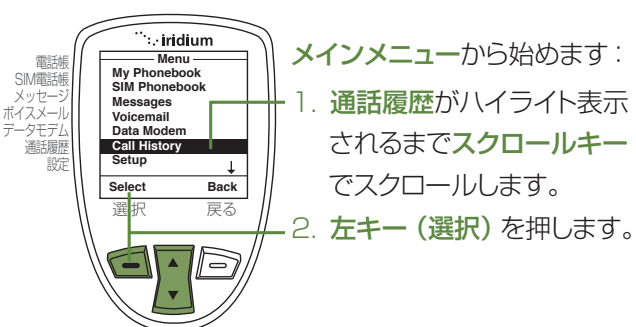 iridium
Menu
My Phonebook
SIM Phonebook
Messages
Voicemail
Data Modem
Call History
Setup
Select Back
選択 戻る
電話帳
SIM電話帳
メッセージ
ボイスメール
データモデム
通話履歴
設定
メインメニューから始めます：
1. 通話履歴がハイライト表示
されるまでスクロールキー
でスクロールします。
2. 左キー（選択）を押します。